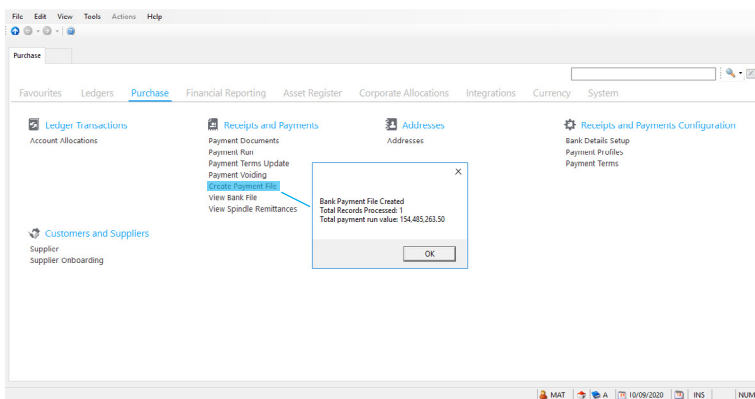 File Edit View Tools Actions Help
Purchase
Favourites Ledgers Purchase Financial Reporting Asset Register Corporate Allocations Integrations Currency System
Ledger Transactions
Account Allocations
Receipts and Payments
Payment Documents
Payment Run
Payment Terms Update
Payment Voiding
Create Payment File
View Bank File
View Spindle Remittances
Addresses
Addresses
Receipts and Payments Configuration
Bank Details Setup
Payment Profiles
Payment Terms
X
Bank Payment File Created
Total Records Processed: 1
Total payment run value: 154,485,263.50
OK
Customers and Suppliers
Supplier
Supplier Onboarding
MAT A 10/09/2020 INS NUM